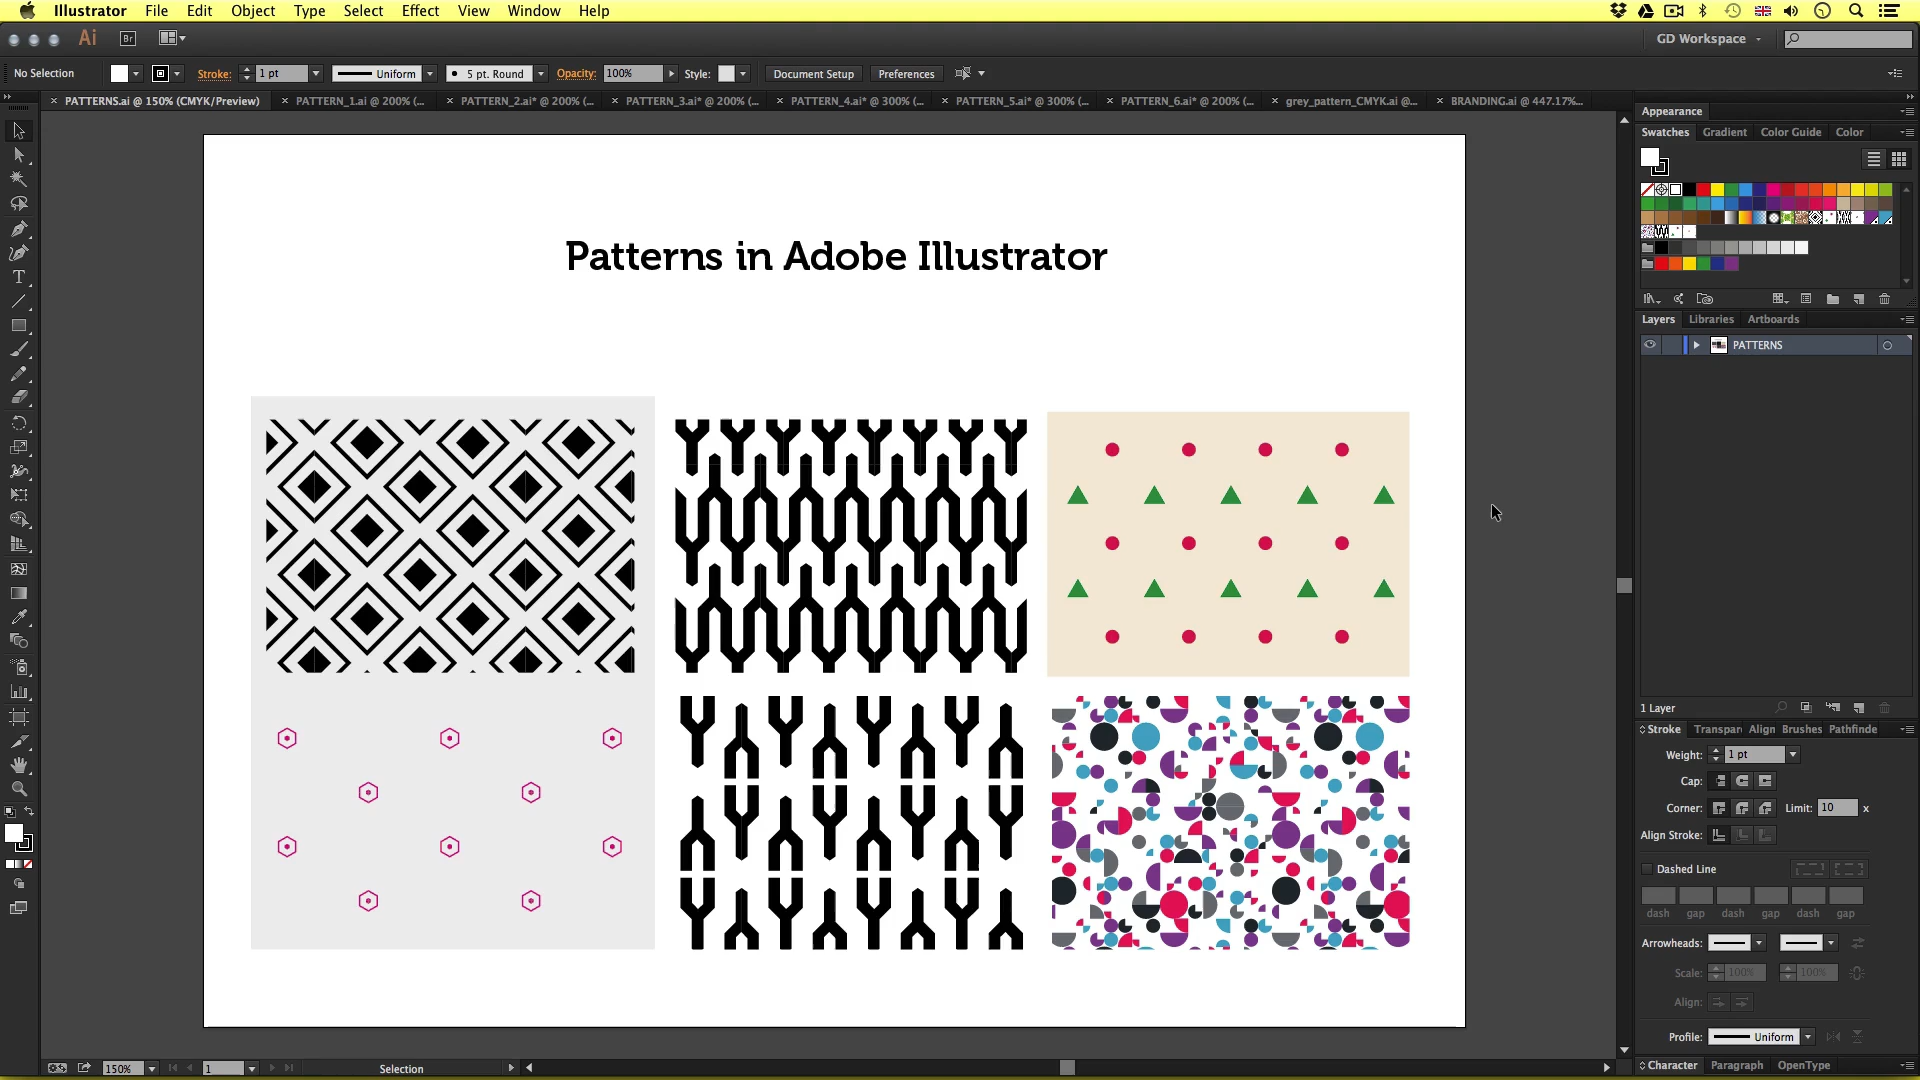 Illustrator File Edit Object Type Select Effect View Window Help
Ai Br GD Workspace
No Selection Stroke: 1 pt Uniform 5 pt. Round Opacity: 100% Style: Document Setup Preferences
PATTERNS.ai @ 150% (CMYK/Preview) PATTERN_1.ai @ 200% (... PATTERN_2.ai* @ 200% (... PATTERN_3.ai* @ 200% (... PATTERN_4.ai* @ 300% (... PATTERN_5.ai* @ 300% (... PATTERN_6.ai* @ 200% (... grey_pattern_CMYK.ai @... BRANDING.ai @ 447.17%...
Patterns in Adobe Illustrator
Appearance
Swatches Gradient Color Guide Color
Layers Libraries Artboards
PATTERNS
1 Layer
Stroke Transpar Align Brushes Pathfinde
Weight: 1 pt
Cap:
Corner: Limit: 10 x
Align Stroke:
Dashed Line
dash gap dash gap dash gap
Arrowheads:
Scale: 100% 100%
Align:
Profile: Uniform
Character Paragraph OpenType
150% 1 Selection